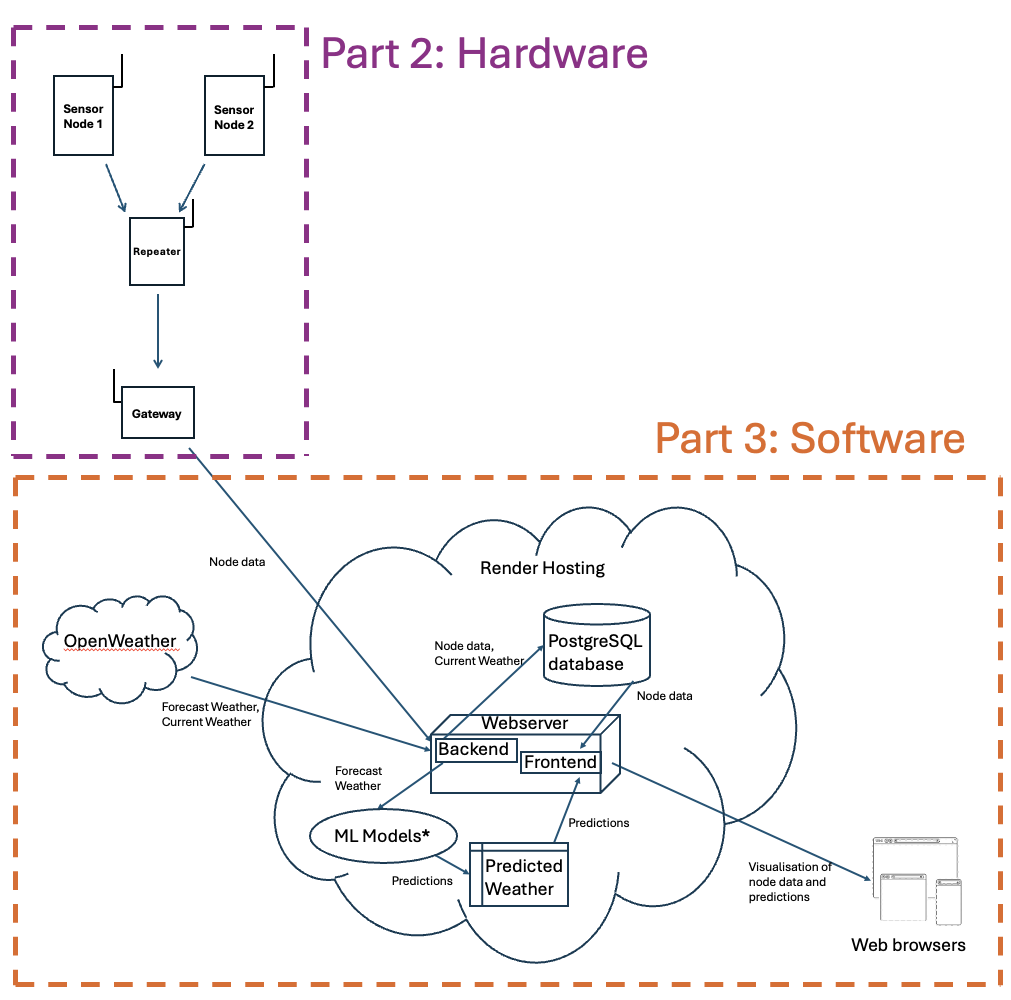 Part 2: Hardware
Sensor
Node 1
Sensor
Node 2
Repeater
Gateway
Part 3: Software
Node data
Render Hosting
OpenWeather
PostgreSQL
database
Node data,
Current Weather
Node data
Forecast Weather,
Current Weather
Webserver
Backend
Frontend
Forecast
Weather
ML Models*
Predictions
Predictions
Predicted
Weather
Visualisation of
node data and
predictions
Web browsers